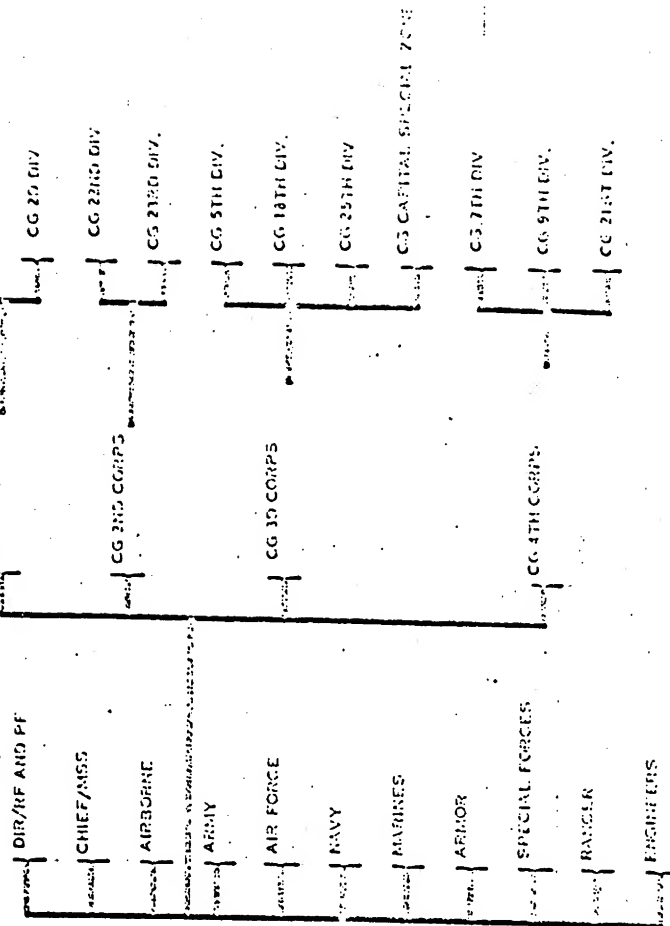 CG 2D DIV
CG 22ND DIV
CG 23RD DIV.
CG 5TH DIV.
CG 18TH DIV.
CG 25TH DIV.
CG CAPITAL SPECIAL ZONE
CG 7TH DIV
CG 9TH DIV.
CG 21ST DIV.
CG 2ND CORPS
CG 3D CORPS
CG 4TH CORPS
DIR/RF AND PF
CHIEF/MSS
AIRBORNE
ARMY
AIR FORCE
NAVY
MARINES
ARMOR
SPECIAL FORCES
RANGER
ENGINEERS